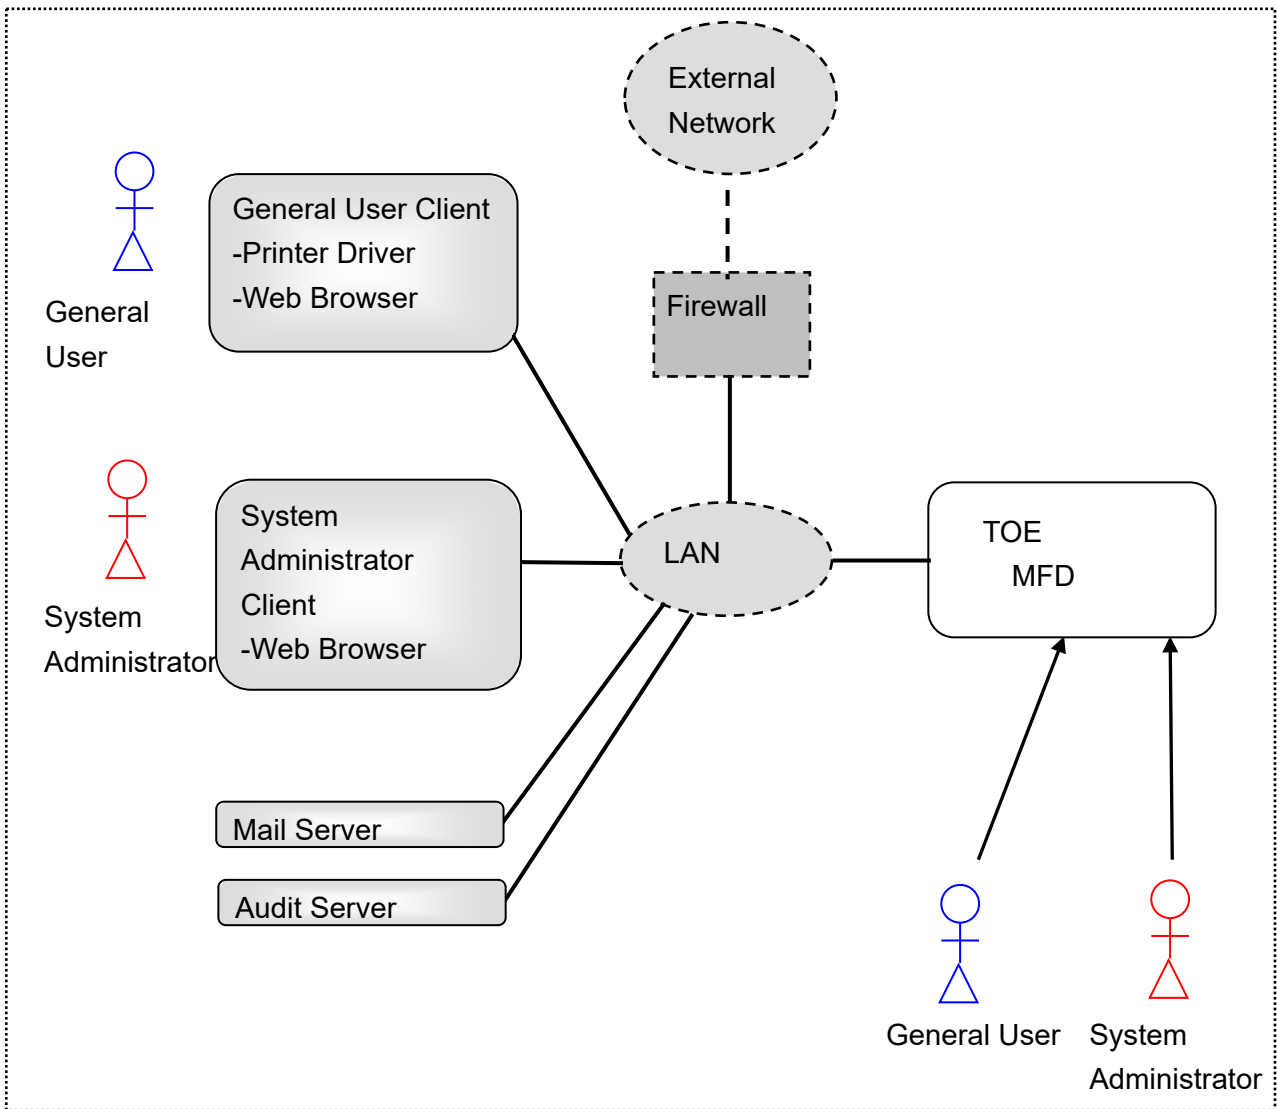 External
Network
General User Client
-Printer Driver
-Web Browser
General
User
Firewall
System
Administrator
Client
-Web Browser
System
Administrator
LAN
TOE
MFD
Mail Server
Audit Server
General User
System
Administrator